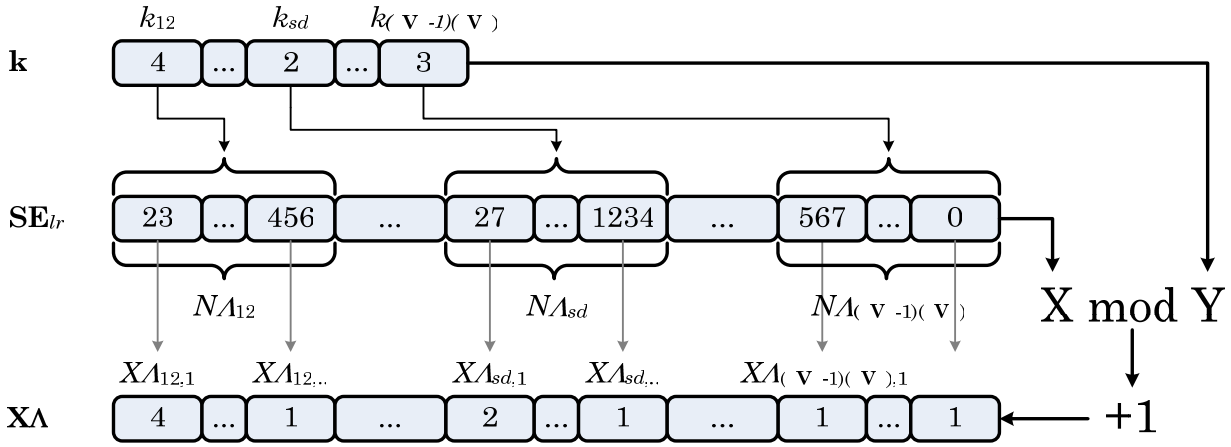 k12 ksd k( V -1)( V )
k 4 ... 2 ... 3
SElr 23 ... 456 ... 27 ... 1234 ... 567 ... 0
NΛ12 NΛsd NΛ( V -1)( V )
X mod Y
XΛ12,1 XΛ12,... XΛsd,1 XΛsd,... XΛ( V -1)( V ),1
XΛ 4 ... 1 ... 2 ... 1 ... 1 ... 1 +1